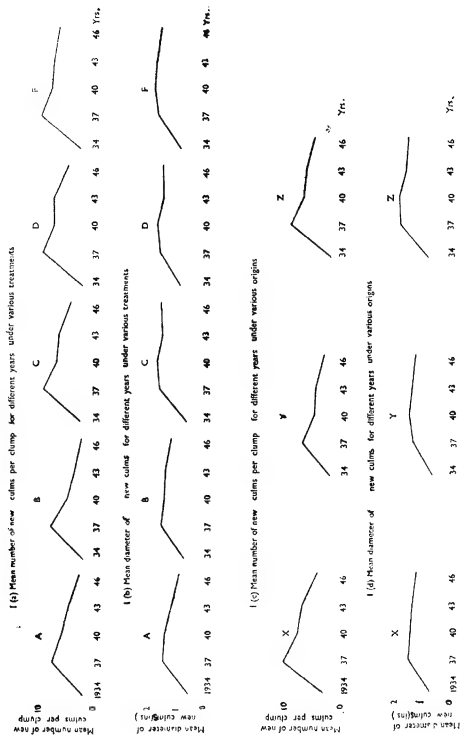 Mean number of new
culms per clump
10
0
A B C D F
1934 37 40 43 46 34 37 40 43 46 34 37 40 43 46 34 37 40 43 46 34 37 40 43 46 Yrs.
I (a) Mean number of new culms per clump for different years under various treatments
Mean diameter of
new culms (ins)
2
1
0
A B C D F
1934 37 40 43 46 34 37 40 43 46 34 37 40 43 46 34 37 40 43 46 34 37 40 43 46 Yrs.
I (b) Mean diameter of new culms for different years under various treatments
Mean number of new
culms per clump
10
0
X Y Z
1934 37 40 43 46 34 37 40 43 46 34 37 40 43 46 Yrs.
I (c) Mean number of new culms per clump for different years under various origins
Mean diameter of
new culms (ins)
2
1
0
X Y Z
1934 37 40 43 46 34 37 40 43 46 34 37 40 43 46 Yrs.
I (d) Mean diameter of new culms for different years under various origins